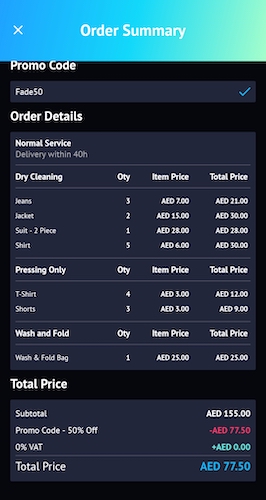 Order Summary
Promo Code
Fade50
Order Details
Normal Service
Delivery within 40h
Dry Cleaning Qty Item Price Total Price
Jeans 3 AED 7.00 AED 21.00
Jacket 2 AED 15.00 AED 30.00
Suit - 2 Piece 1 AED 28.00 AED 28.00
Shirt 5 AED 6.00 AED 30.00
Pressing Only Qty Item Price Total Price
T-Shirt 4 AED 3.00 AED 12.00
Shorts 3 AED 3.00 AED 9.00
Wash and Fold Qty Item Price Total Price
Wash & Fold Bag 1 AED 25.00 AED 25.00
Total Price
Subtotal AED 155.00
Promo Code - 50% Off -AED 77.50
0% VAT +AED 0.00
Total Price AED 77.50